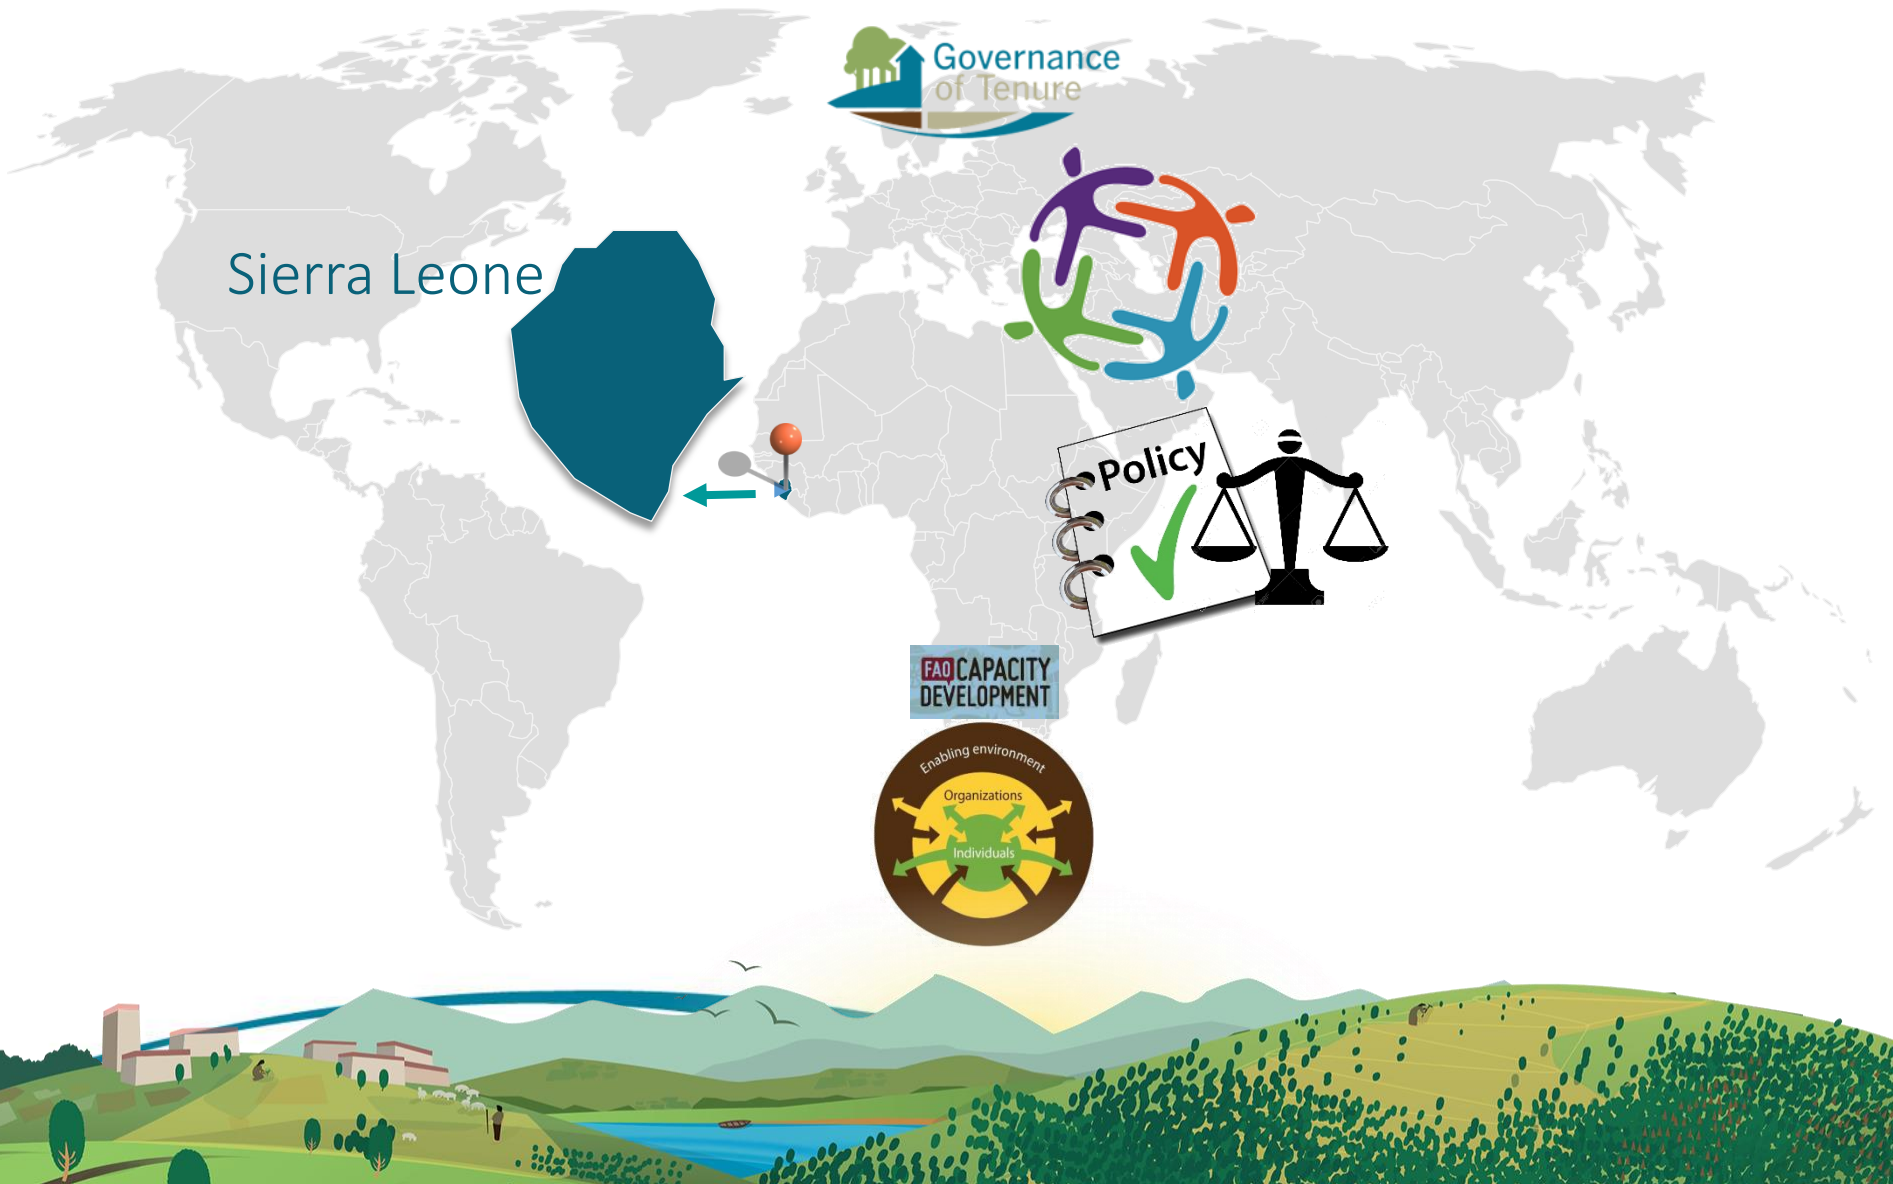 Governance
of Tenure
Sierra Leone
Policy
FAO CAPACITY
DEVELOPMENT
Enabling environment
Organizations
Individuals